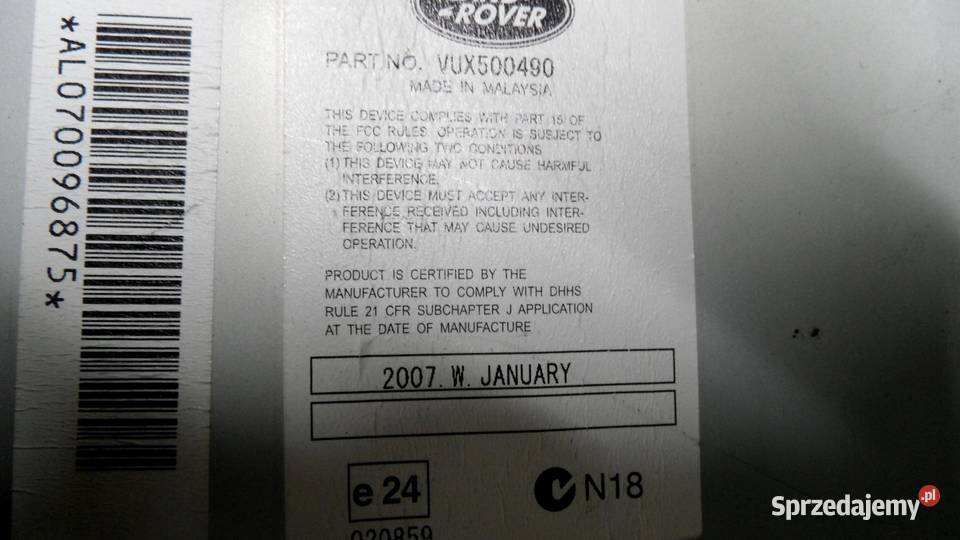 *AL070096875*
-ROVER
PART NO. VUX500490
MADE IN MALAYSIA
THIS DEVICE COMPLIES WITH PART 15 OF
THE FCC RULES. OPERATION IS SUBJECT TO
THE FOLLOWING TWO CONDITIONS
(1) THIS DEVICE MAY NOT CAUSE HARMFUL
INTERFERENCE,
(2) THIS DEVICE MUST ACCEPT ANY INTER-
FERENCE RECEIVED INCLUDING INTER-
FERENCE THAT MAY CAUSE UNDESIRED
OPERATION.
PRODUCT IS CERTIFIED BY THE
MANUFACTURER TO COMPLY WITH DHHS
RULE 21 CFR SUBCHAPTER J APPLICATION
AT THE DATE OF MANUFACTURE
2007. W. JANUARY
e 24
N18
020859
Sprzedajemy.pl